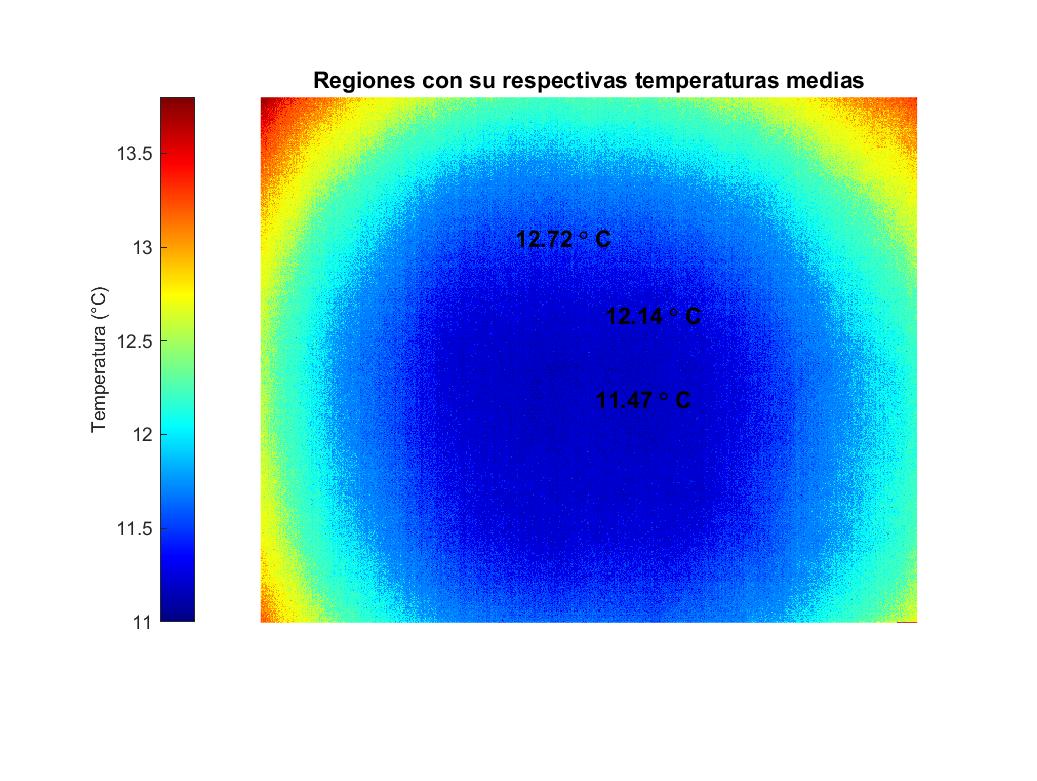 Regiones con su respectivas temperaturas medias
Temperatura (°C)
13.5
13
12.5
12
11.5
11
12.72 ° C
12.14 ° C
11.47 ° C